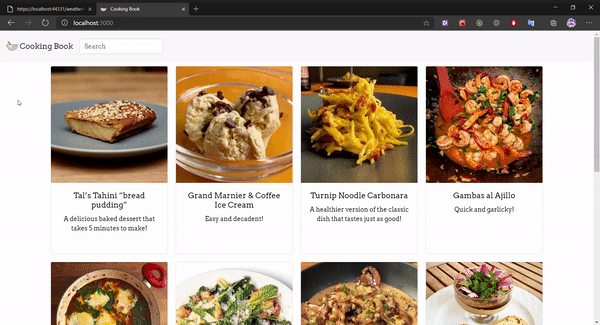 https://localhost:44331/weather
Cooking Book
localhost:3000
Cooking Book
Search
Tal's Tahini “bread
pudding”
A delicious baked dessert that
takes 5 minutes to make!
Grand Marnier & Coffee
Ice Cream
Easy and decadent!
Turnip Noodle Carbonara
A healthier version of the classic
dish that tastes just as good!
Gambas al Ajillo
Quick and garlicky!